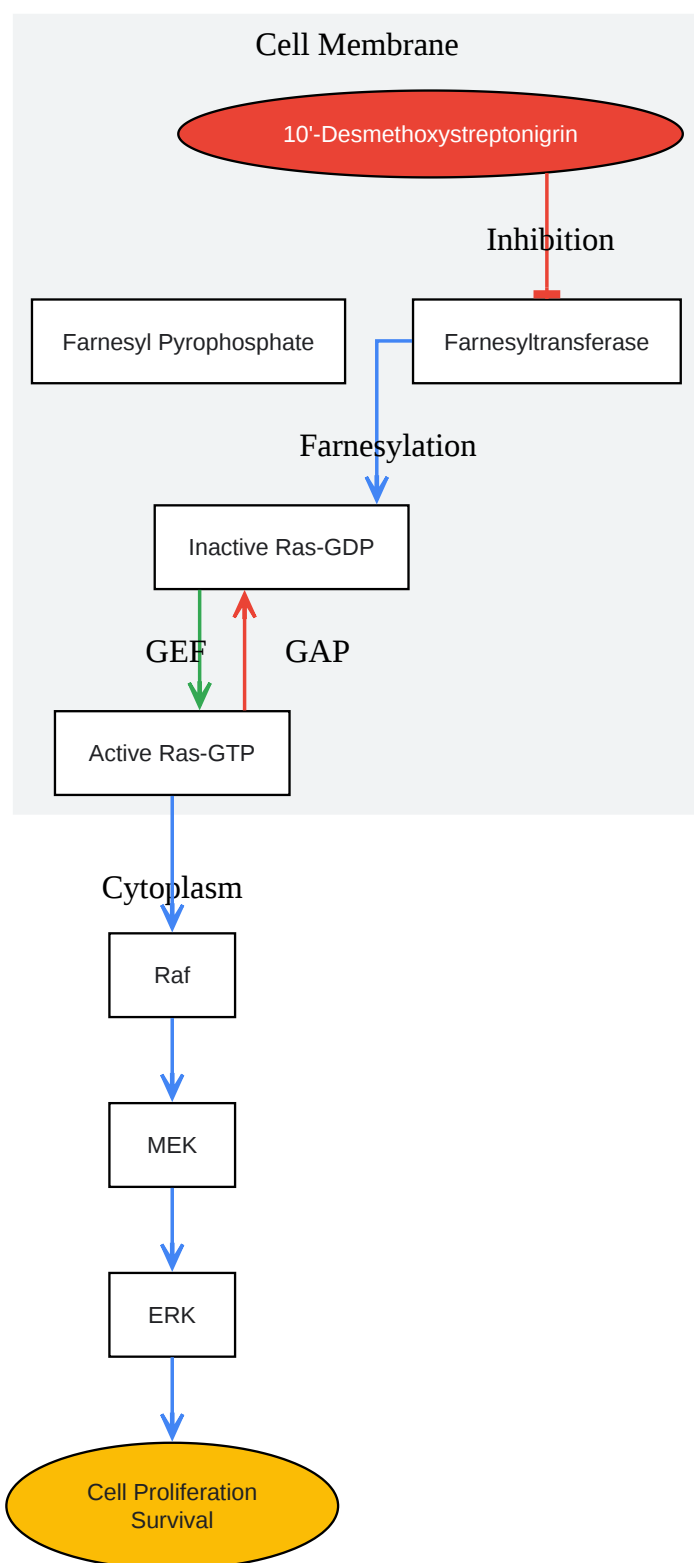 Cell Membrane
10'-Desmethoxystreptonigrin
Inhibition
Farnesyl Pyrophosphate
Farnesyltransferase
Farnesylation
Inactive Ras-GDP
GEF
GAP
Active Ras-GTP
Cytoplasm
Raf
MEK
ERK
Cell Proliferation
Survival